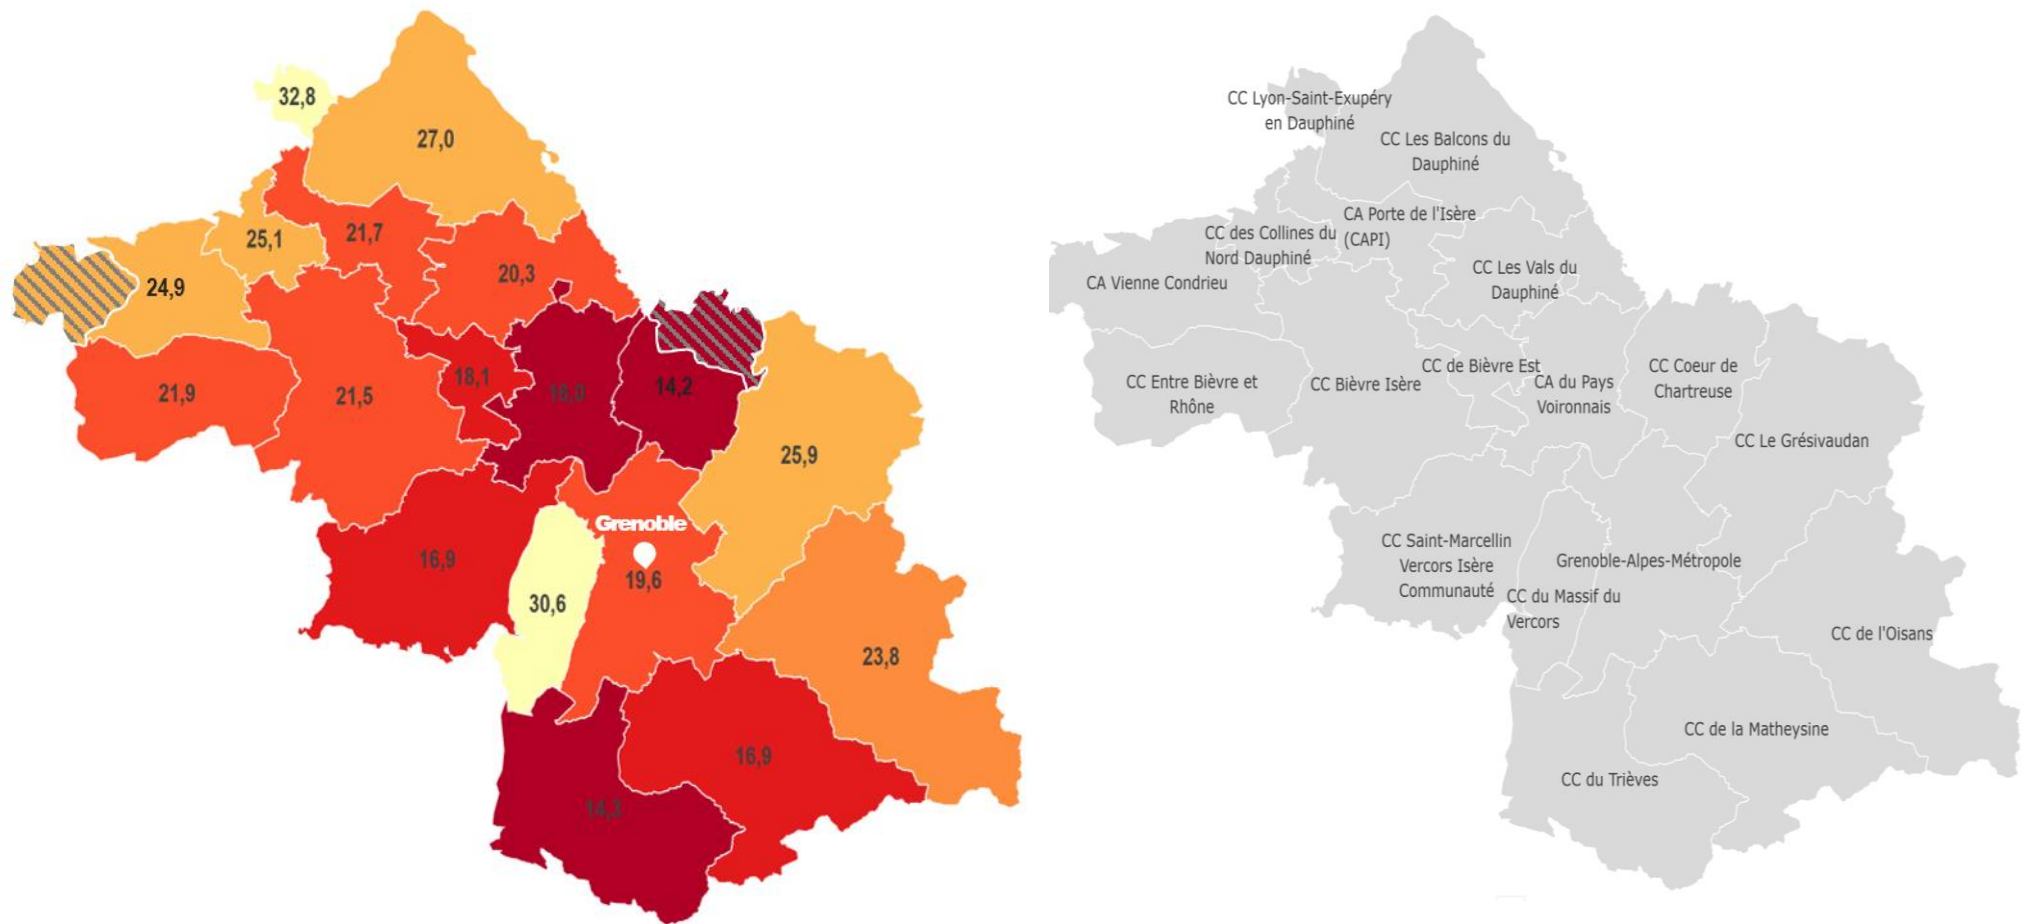 32,8
27,0
25,1
21,7
20,3
24,9
21,9
21,5
18,1
16,0
14,2
25,9
16,9
Grenoble
19,6
30,6
23,8
16,9
14,3
CC Lyon-Saint-Exupéry
en Dauphiné
CC Les Balcons du
Dauphiné
CA Porte de l'Isère
(CAPI)
CC des Collines du
Nord Dauphiné
CC Les Vals du
Dauphiné
CA Vienne Condrieu
CC Entre Bièvre et
Rhône
CC Bièvre Isère
CC de Bièvre Est
CA du Pays
Voironnais
CC Coeur de
Chartreuse
CC Le Grésivaudan
CC Saint-Marcellin
Vercors Isère
Communauté
Grenoble-Alpes-Métropole
CC du Massif du
Vercors
CC de l'Oisans
CC de la Matheysine
CC du Trièves